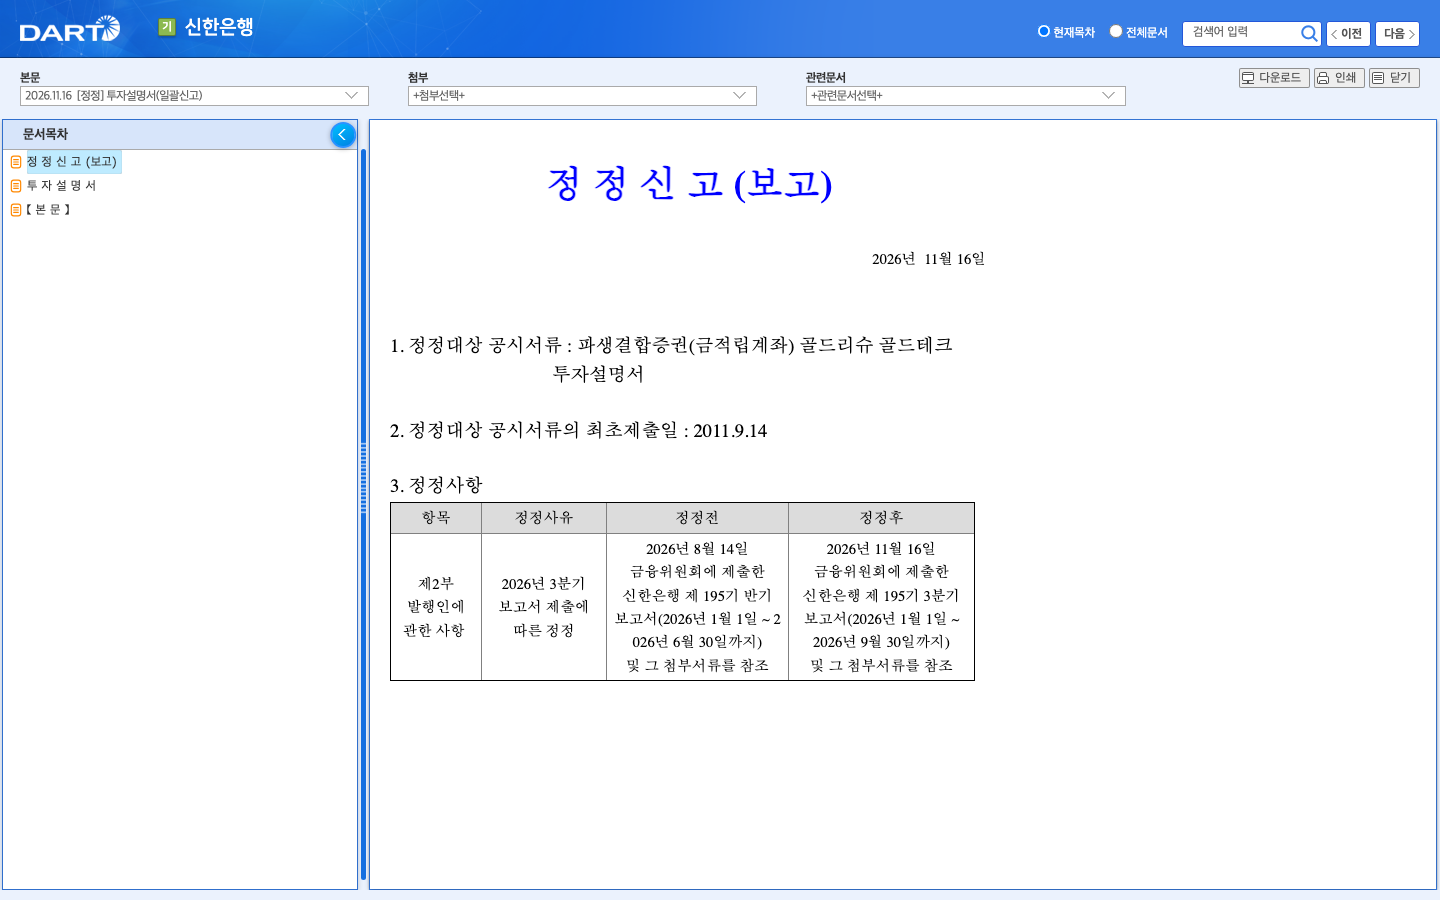 DART
기 신한은행
현재목차 전체문서 검색어 입력 이전 다음
본문
2026.11.16 [정정] 투자설명서(일괄신고)
첨부
+첨부선택+
관련문서
+관련문서선택+
다운로드 인쇄 닫기
문서목차
정 정 신 고 (보고)
투 자 설 명 서
【 본 문 】
정 정 신 고 (보고)
2026년 11월 16일
1. 정정대상 공시서류 : 파생결합증권(금적립계좌) 골드리슈 골드테크
투자설명서
2. 정정대상 공시서류의 최초제출일 : 2011.9.14
3. 정정사항
항목 정정사유 정정전 정정후
제2부
발행인에
관한 사항
2026년 3분기
보고서 제출에
따른 정정
2026년 8월 14일
금융위원회에 제출한
신한은행 제 195기 반기
보고서(2026년 1월 1일 ~ 2
026년 6월 30일까지)
및 그 첨부서류를 참조
2026년 11월 16일
금융위원회에 제출한
신한은행 제 195기 3분기
보고서(2026년 1월 1일 ~
2026년 9월 30일까지)
및 그 첨부서류를 참조